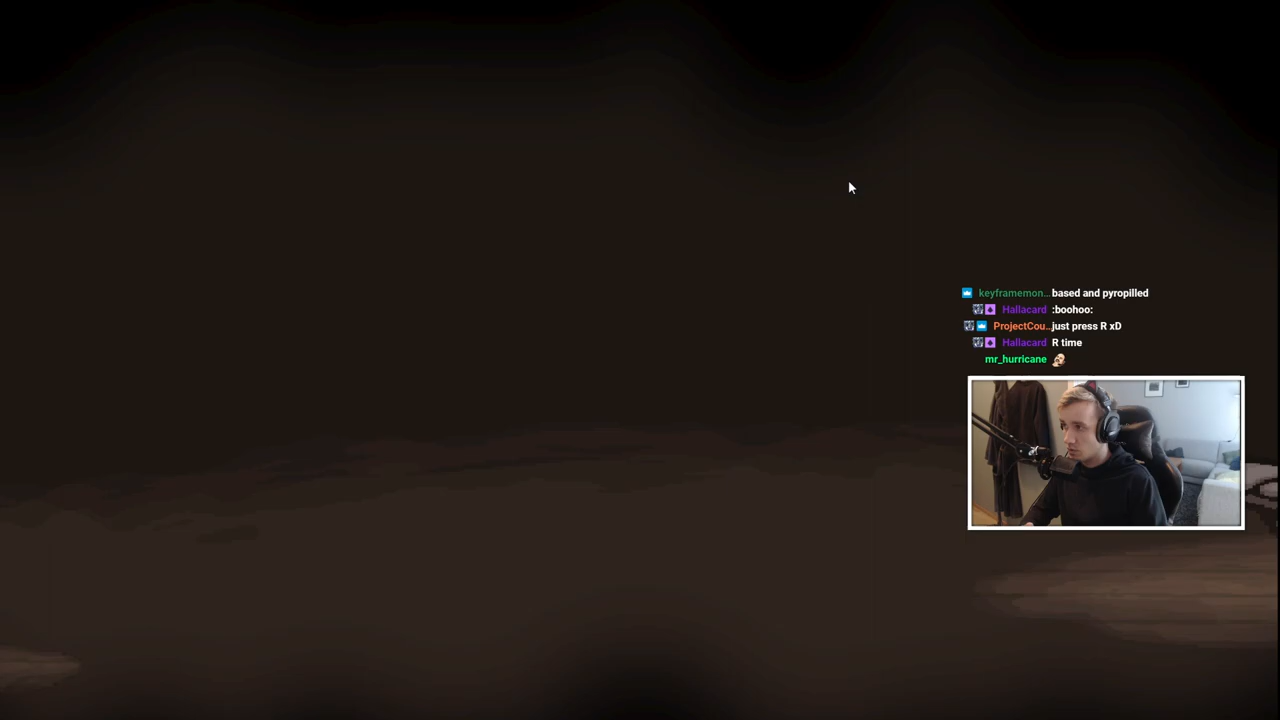 keyframemon... based and pyropilled
Hallacard :boohoo:
ProjectCou... just press R xD
Hallacard R time
mr_hurricane